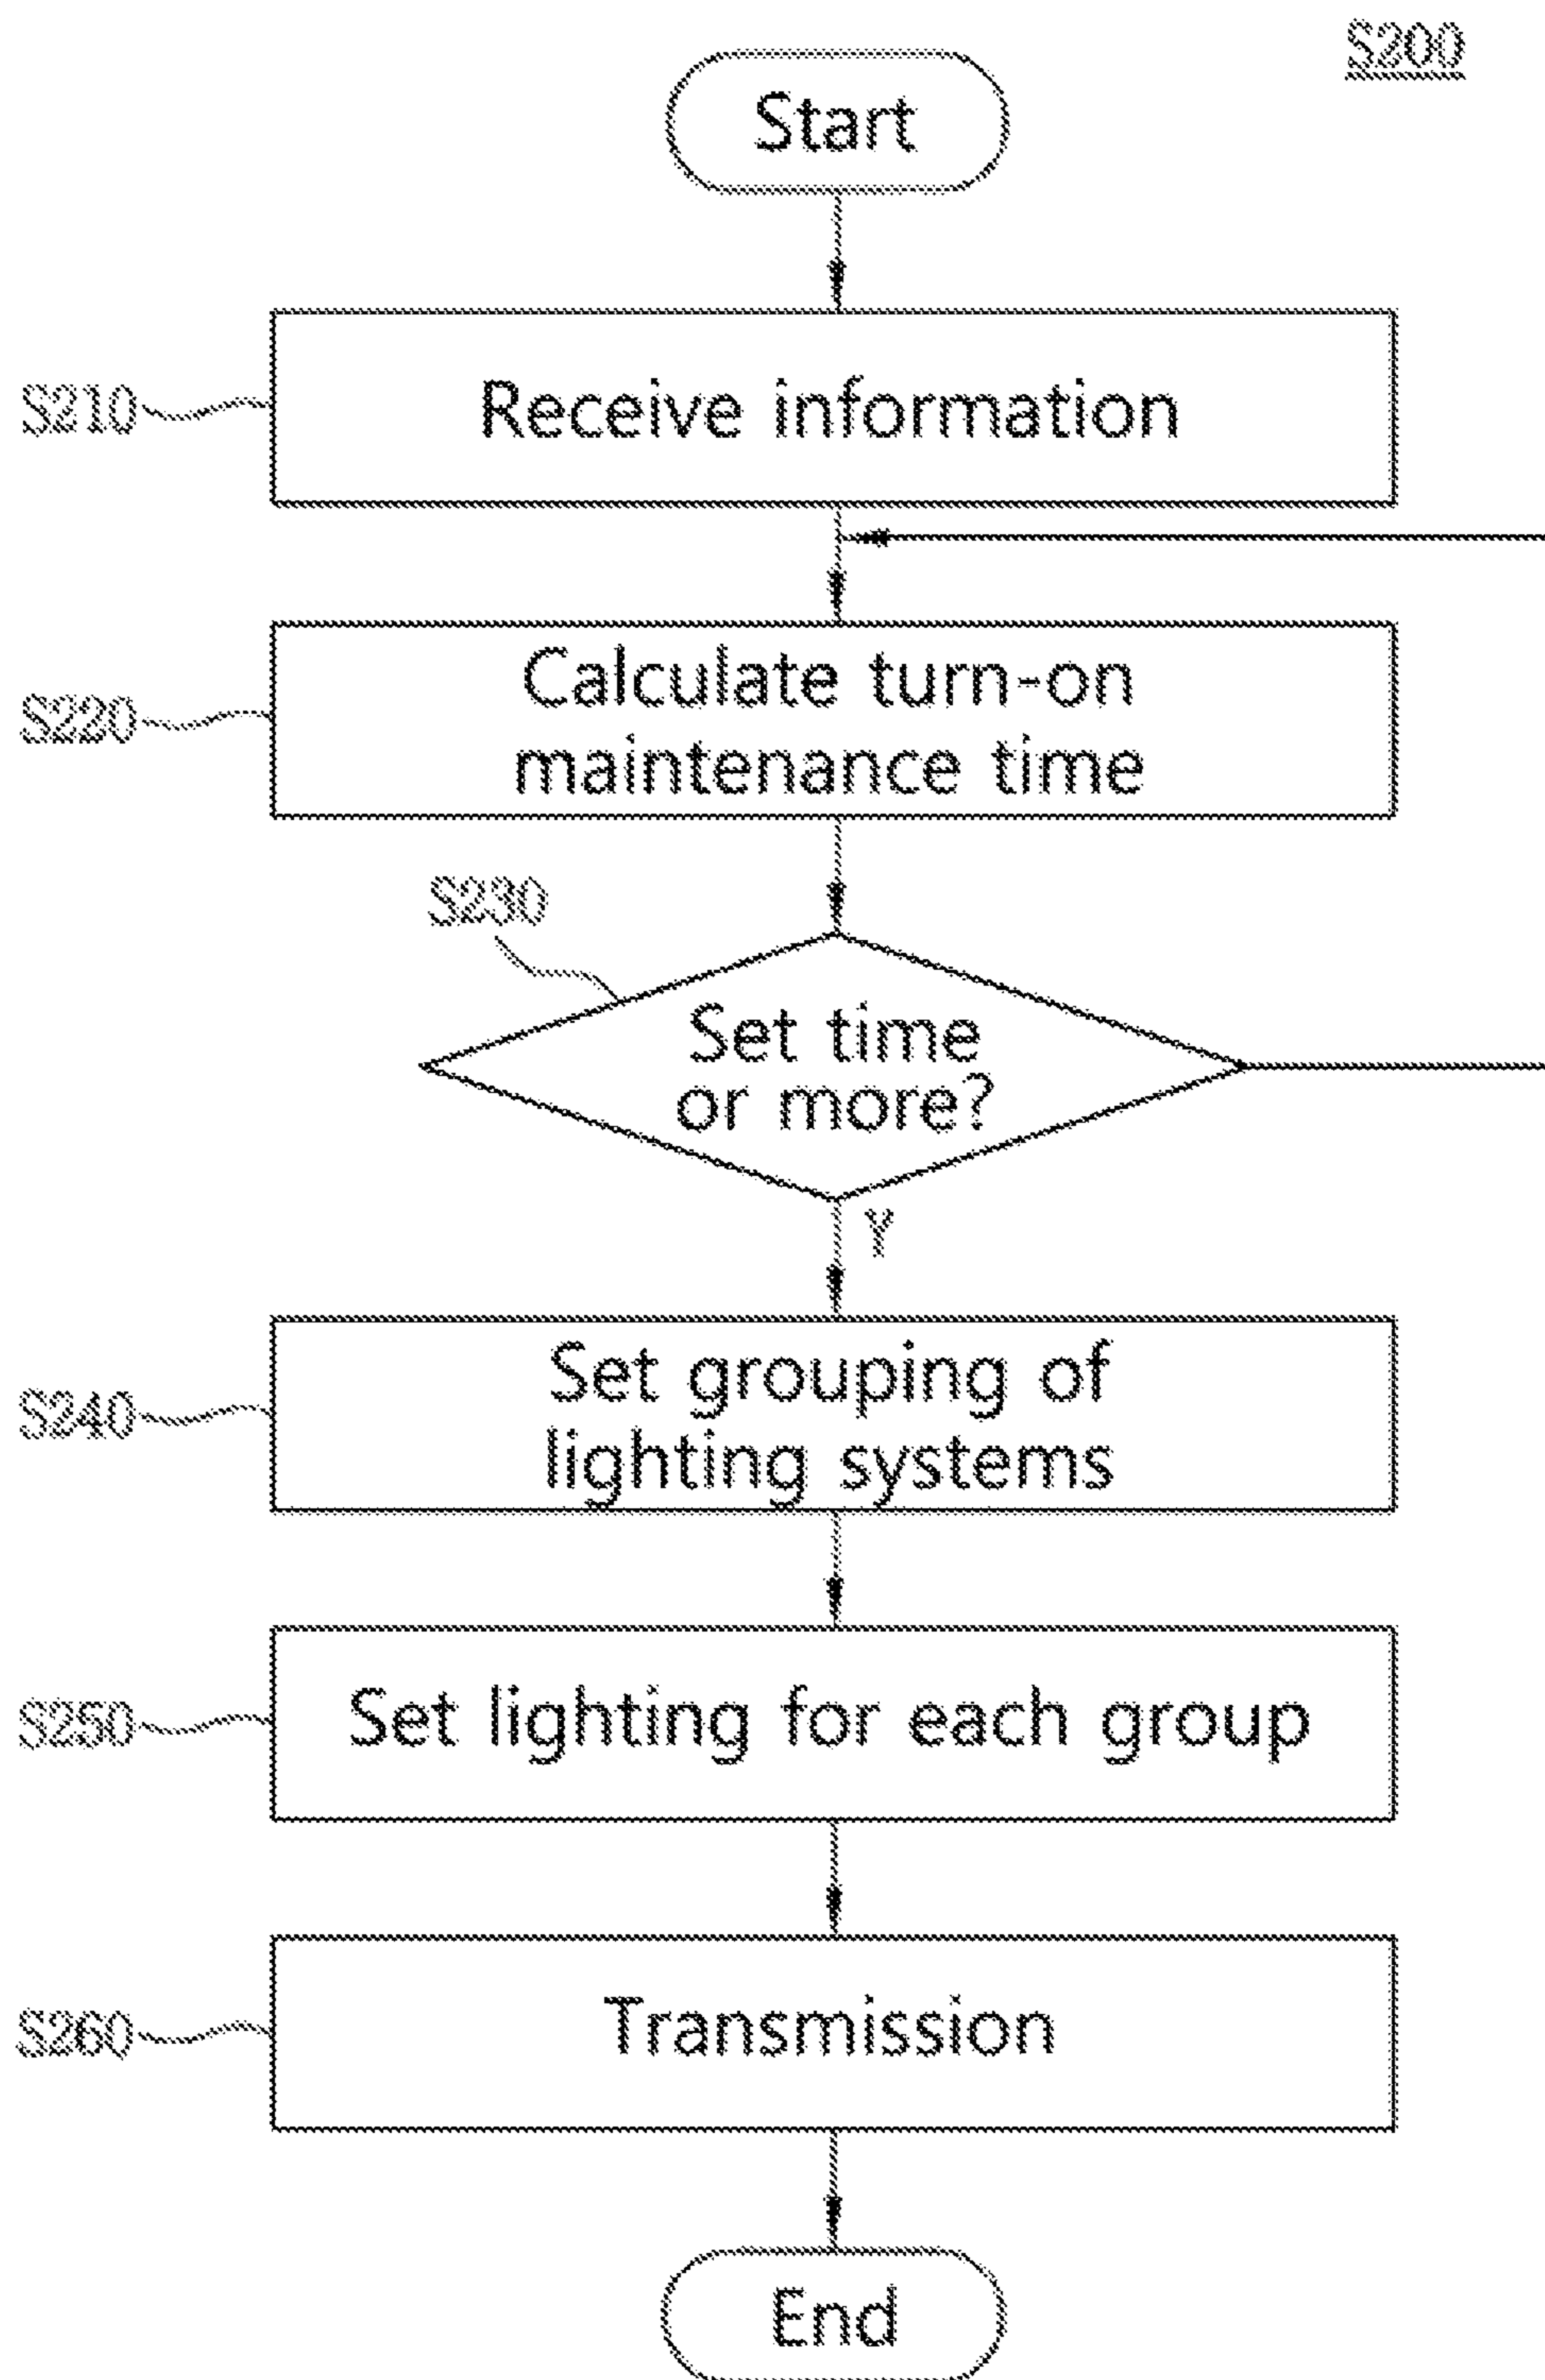 S200
Start
S210
Receive information
S220
Calculate turn-on
maintenance time
S230
Set time
or more?
Y
S240
Set grouping of
lighting systems
S250
Set lighting for each group
S260
Transmission
End